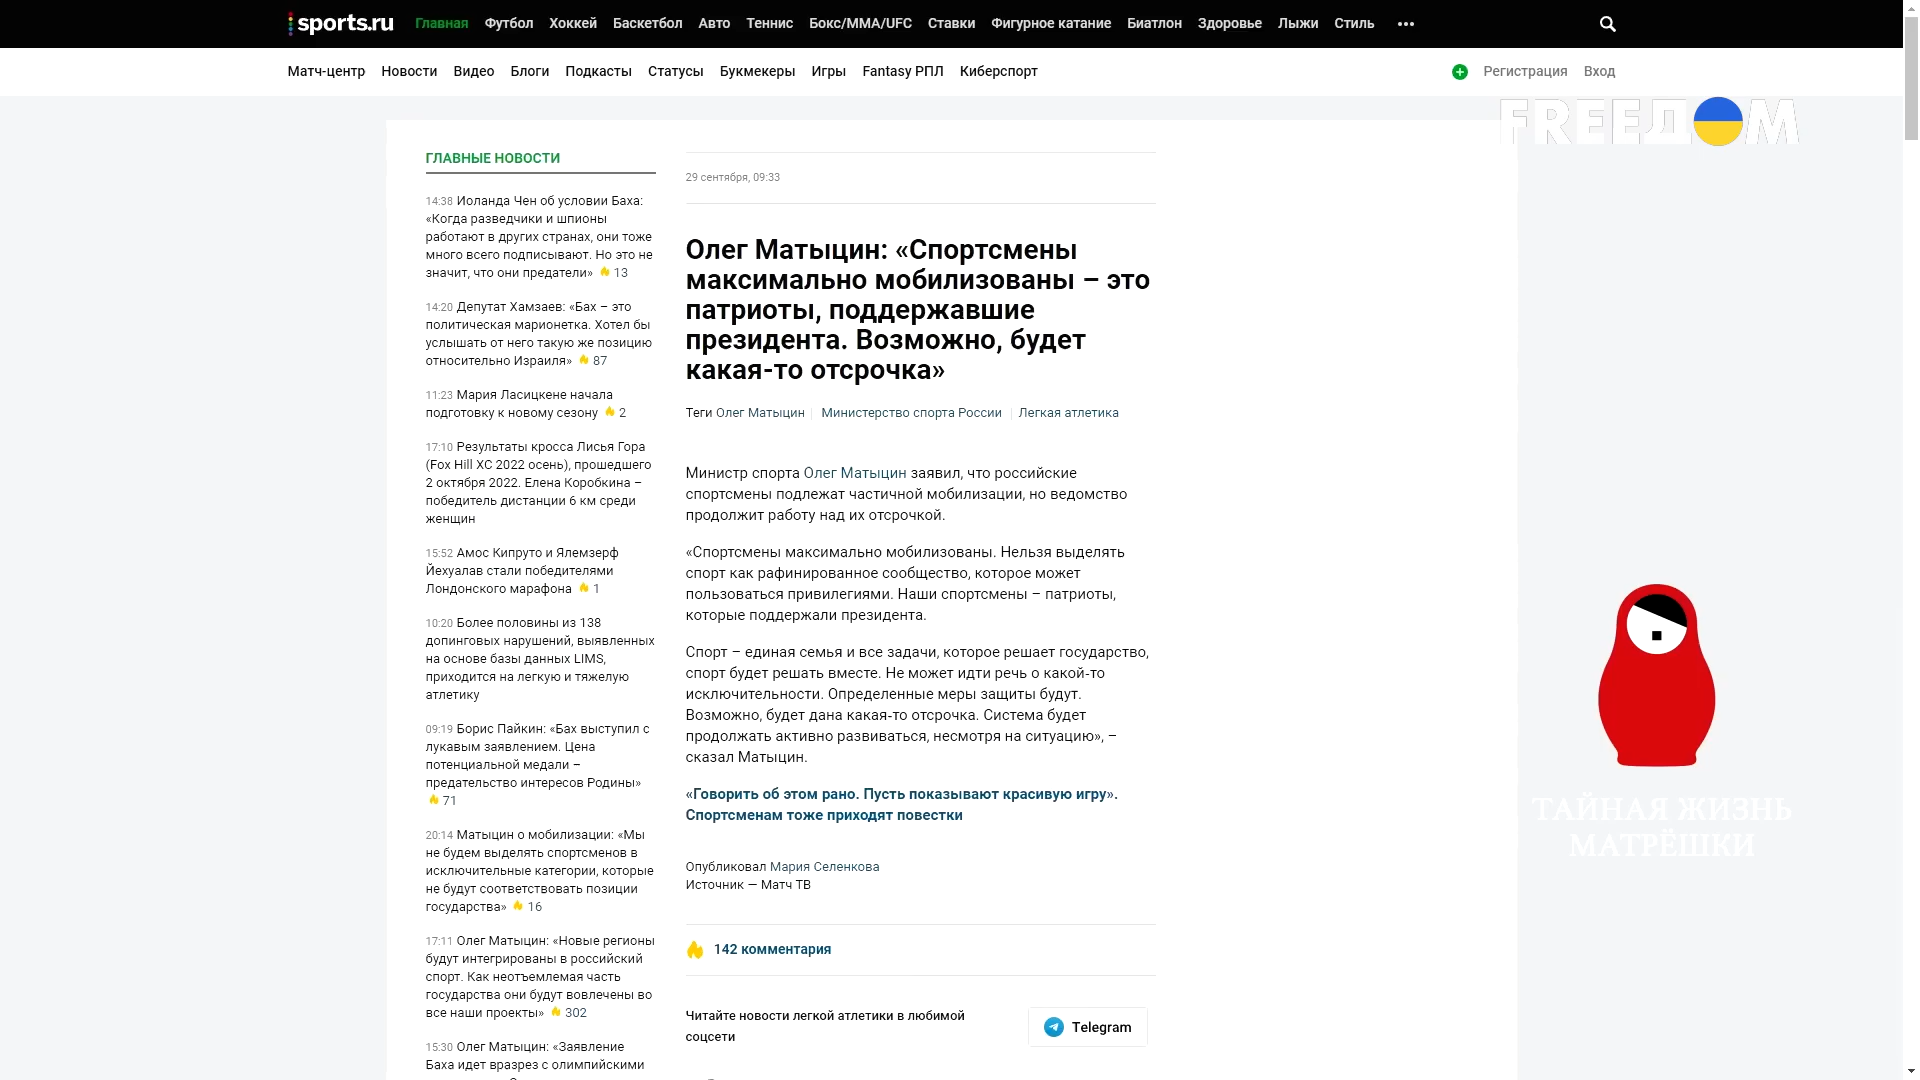 sports.ru Главная Футбол Хоккей Баскетбол Авто Теннис Бокс/MMA/UFC Ставки Фигурное катание Биатлон Здоровье Лыжи Стиль
Матч-центр Новости Видео Блоги Подкасты Статусы Букмекеры Игры Fantasy РПЛ Киберспорт
Регистрация Вход
FREEДOM
ГЛАВНЫЕ НОВОСТИ
14:38 Иоланда Чен об условии Баха:
«Когда разведчики и шпионы
работают в других странах, они тоже
много всего подписывают. Но это не
значит, что они предатели» 13
14:20 Депутат Хамзаев: «Бах – это
политическая марионетка. Хотел бы
услышать от него такую же позицию
относительно Израиля» 87
11:23 Мария Ласицкене начала
подготовку к новому сезону 2
17:10 Результаты кросса Лисья Гора
(Fox Hill XC 2022 осень), прошедшего
2 октября 2022. Елена Коробкина –
победитель дистанции 6 км среди
женщин
15:52 Амос Кипруто и Ялемзерф
Йехуалав стали победителями
Лондонского марафона 1
10:20 Более половины из 138
допинговых нарушений, выявленных
на основе базы данных LIMS,
приходится на легкую и тяжелую
атлетику
09:19 Борис Пайкин: «Бах выступил с
лукавым заявлением. Цена
потенциальной медали –
предательство интересов Родины»
71
20:14 Матыцин о мобилизации: «Мы
не будем выделять спортсменов в
исключительные категории, которые
не будут соответствовать позиции
государства» 16
17:11 Олег Матыцин: «Новые регионы
будут интегрированы в российский
спорт. Как неотъемлемая часть
государства они будут вовлечены во
все наши проекты» 302
15:30 Олег Матыцин: «Заявление
Баха идет вразрез с олимпийскими
29 сентября, 09:33
Олег Матыцин: «Спортсмены
максимально мобилизованы – это
патриоты, поддержавшие
президента. Возможно, будет
какая-то отсрочка»
Теги Олег Матыцин Министерство спорта России Легкая атлетика
Министр спорта Олег Матыцин заявил, что российские
спортсмены подлежат частичной мобилизации, но ведомство
продолжит работу над их отсрочкой.
«Спортсмены максимально мобилизованы. Нельзя выделять
спорт как рафинированное сообщество, которое может
пользоваться привилегиями. Наши спортсмены – патриоты,
которые поддержали президента.
Спорт – единая семья и все задачи, которое решает государство,
спорт будет решать вместе. Не может идти речь о какой-то
исключительности. Определенные меры защиты будут.
Возможно, будет дана какая-то отсрочка. Система будет
продолжать активно развиваться, несмотря на ситуацию», –
сказал Матыцин.
«Говорить об этом рано. Пусть показывают красивую игру».
Спортсменам тоже приходят повестки
Опубликовал Мария Селенкова
Источник — Матч ТВ
142 комментария
Читайте новости легкой атлетики в любимой
соцсети
Telegram
ТАЙНАЯ ЖИЗНЬ
МАТРЁШКИ